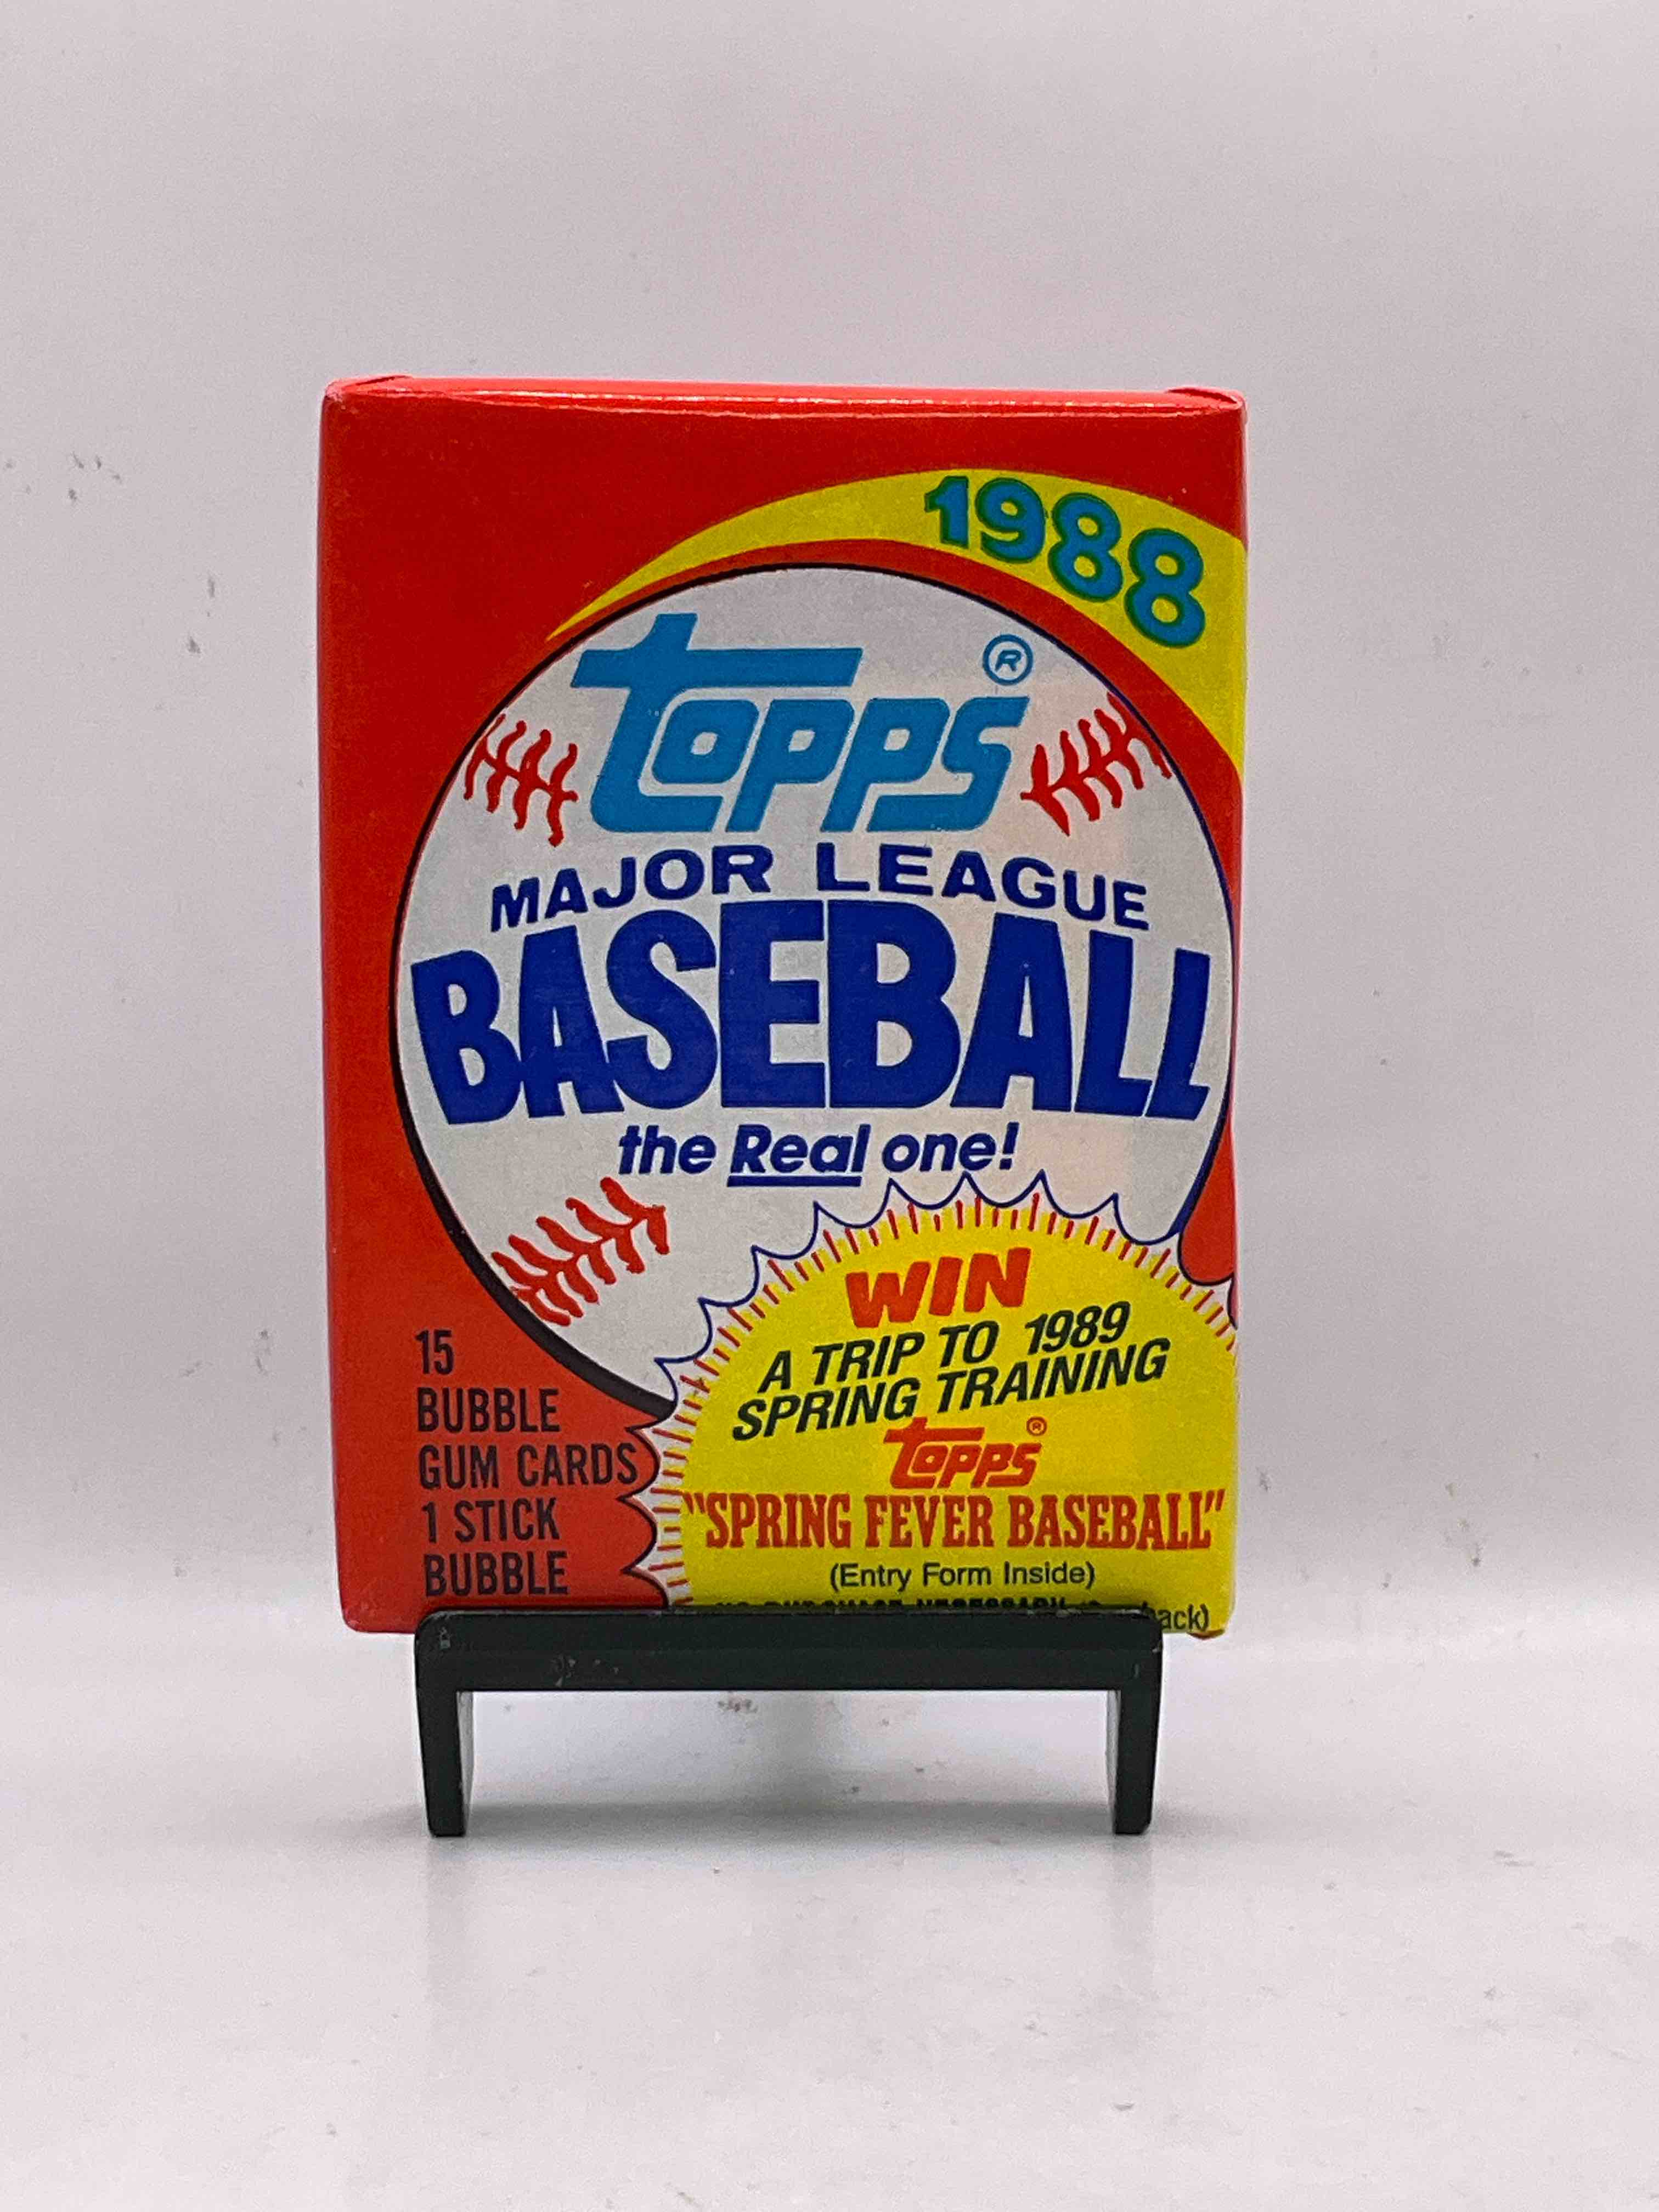 1988
topps®
MAJOR LEAGUE
BASEBALL
the Real one!
WIN
A TRIP TO 1989
SPRING TRAINING
topps®
"SPRING FEVER BASEBALL"
(Entry Form Inside)
15
BUBBLE
GUM CARDS
1 STICK
BUBBLE